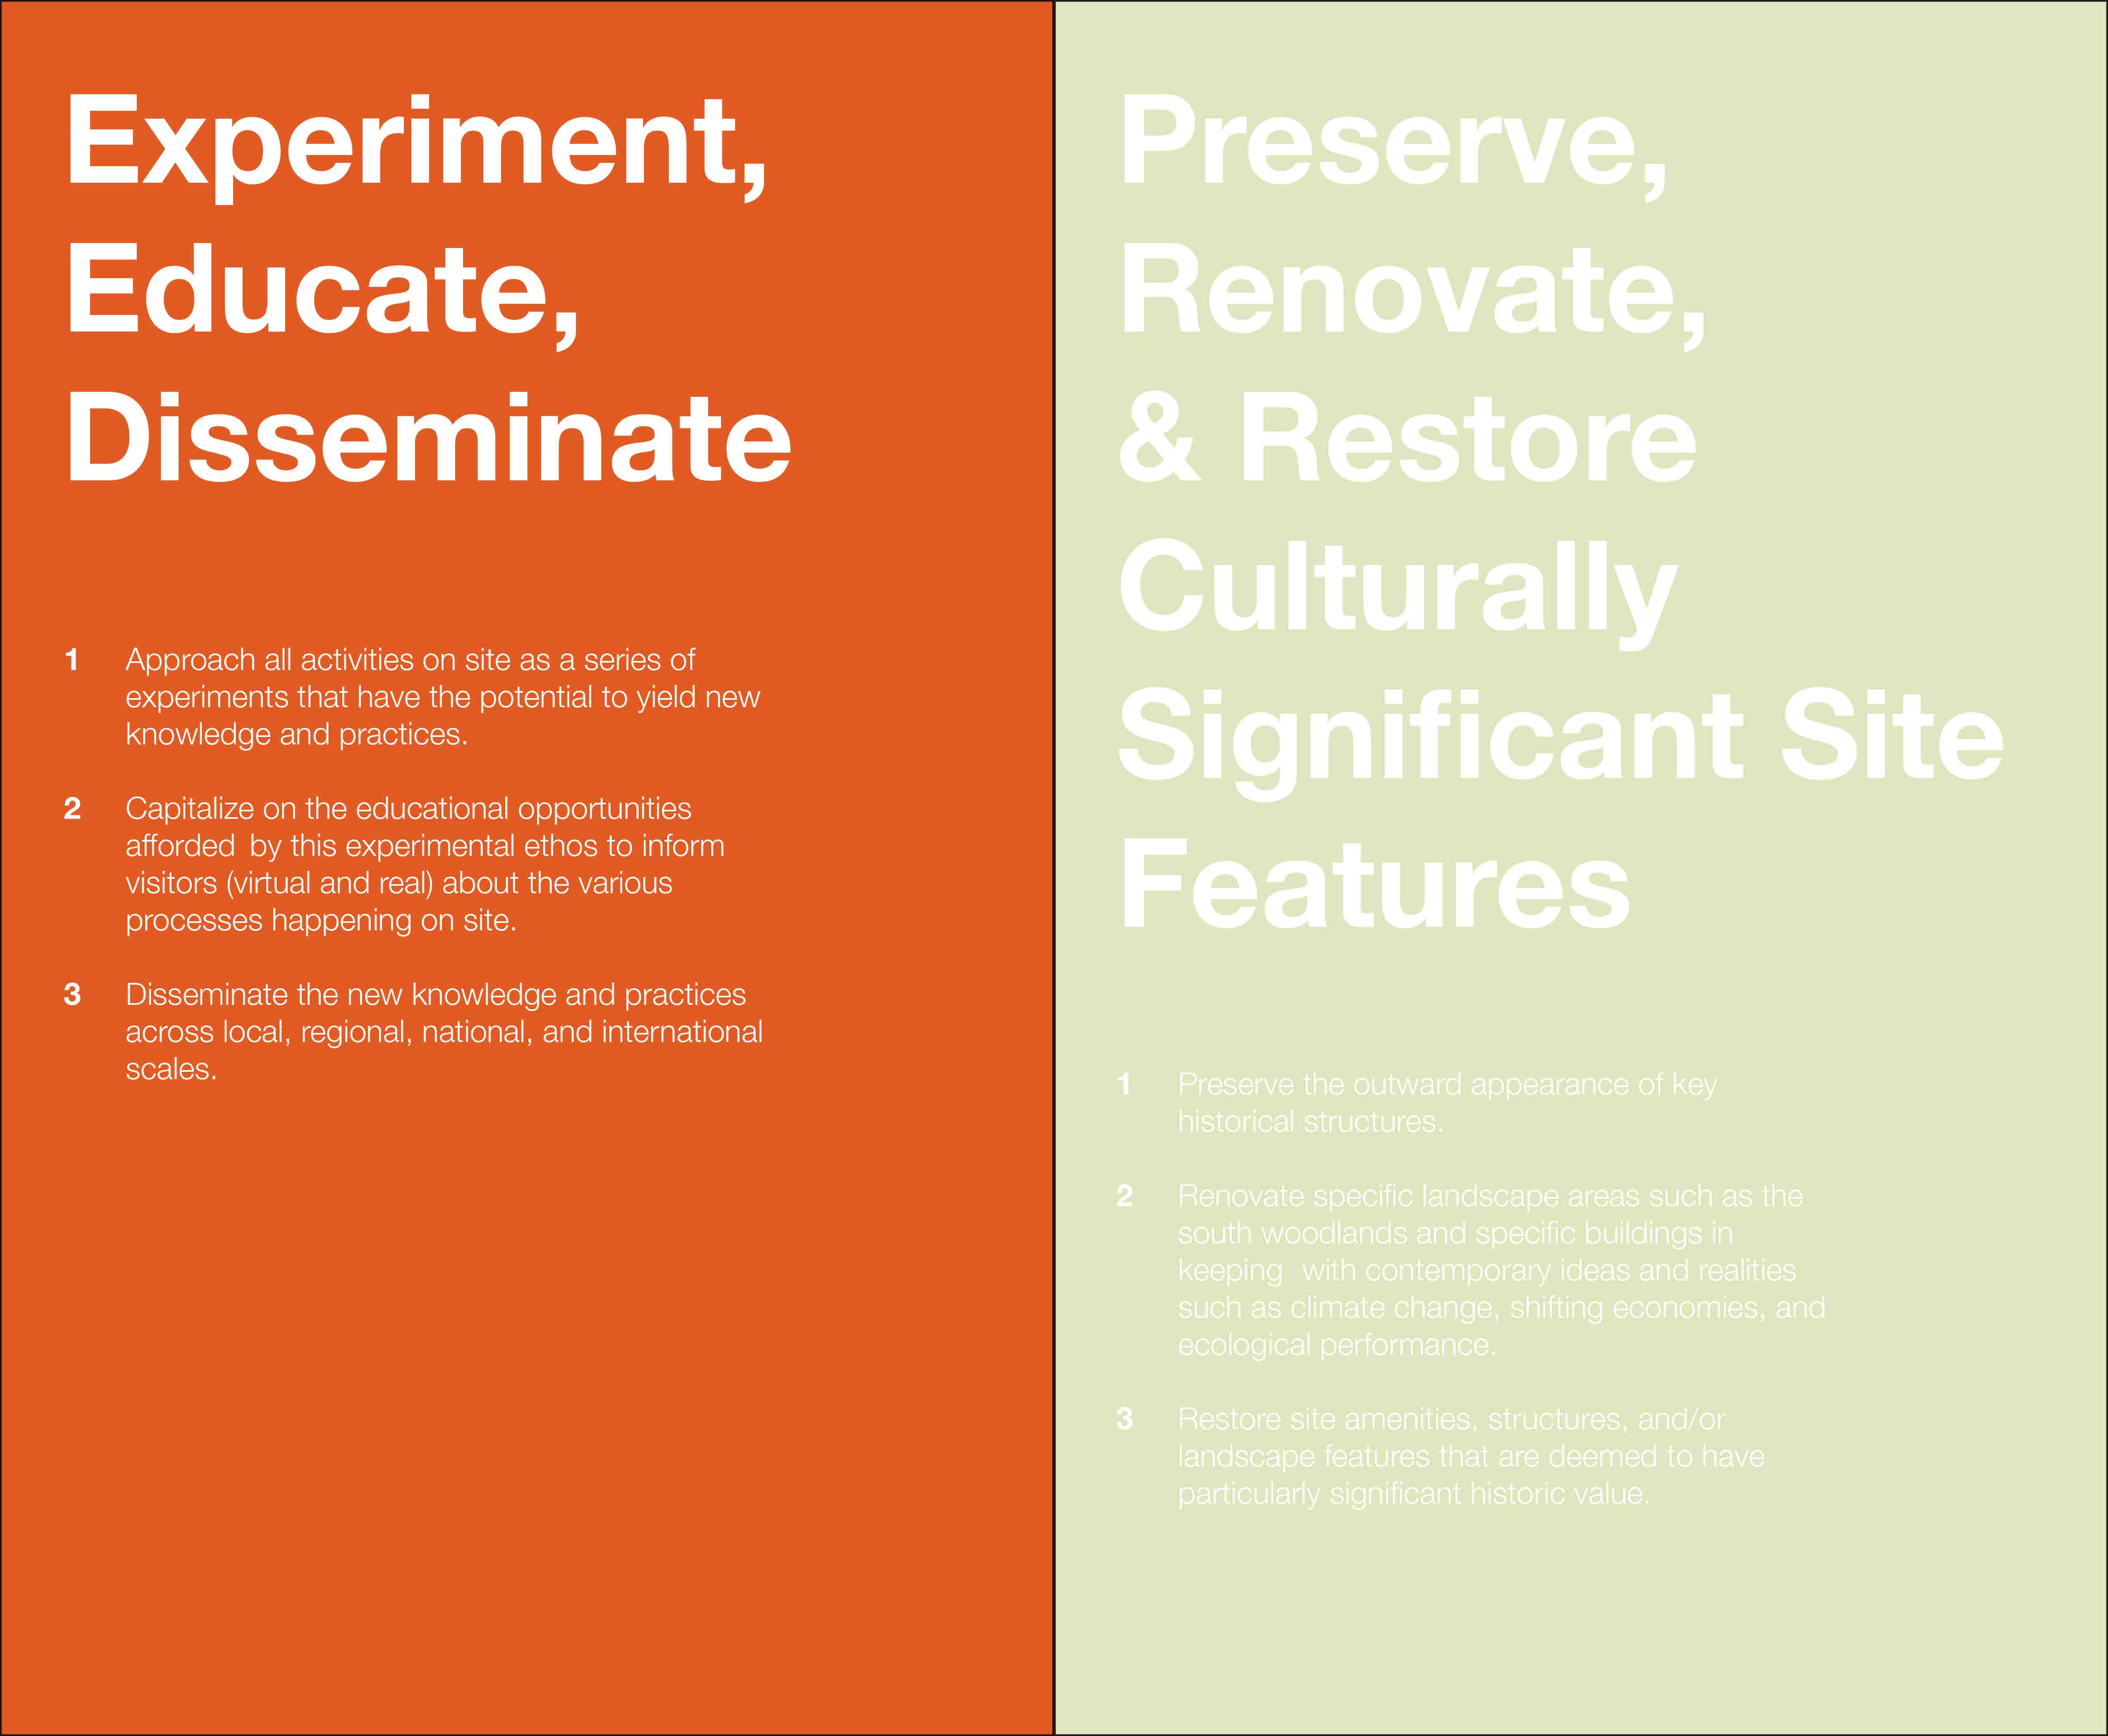 Experiment,
Educate,
Disseminate
1 Approach all activities on site as a series of
experiments that have the potential to yield new
knowledge and practices.
2 Capitalize on the educational opportunities
afforded by this experimental ethos to inform
visitors (virtual and real) about the various
processes happening on site.
3 Disseminate the new knowledge and practices
across local, regional, national, and international
scales.
Preserve,
Renovate,
& Restore
Culturally
Significant Site
Features
1 Preserve the outward appearance of key
historical structures.
2 Renovate specific landscape areas such as the
south woodlands and specific buildings in
keeping with contemporary ideas and realities
such as climate change, shifting economies, and
ecological performance.
3 Restore site amenities, structures, and/or
landscape features that are deemed to have
particularly significant historic value.